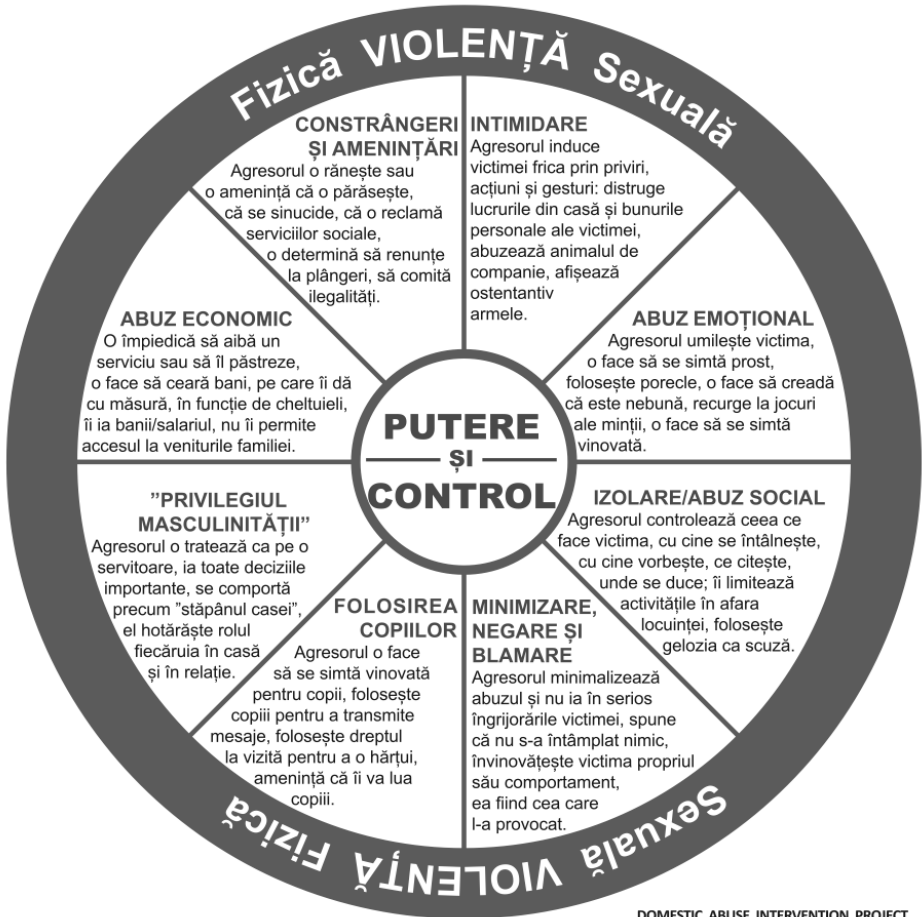 Fizică VIOLENȚĂ Sexuală
CONSTRÂNGERI
ȘI AMENINȚĂRI
Agresorul o rănește sau
o amenință că o părăsește,
că se sinucide, că o reclamă
serviciilor sociale,
o determină să renunțe
la plângeri, să comită
ilegalități.
INTIMIDARE
Agresorul induce
victimei frica prin priviri,
acțiuni și gesturi: distruge
lucrurile din casă și bunurile
personale ale victimei,
abuzează animalul de
companie, afișează
ostentantiv
armele.
ABUZ ECONOMIC
O împiedică să aibă un
serviciu sau să îl păstreze,
o face să ceară bani, pe care îi dă
cu măsură, în funcție de cheltuieli,
îi ia banii/salariul, nu îi permite
accesul la veniturile familiei.
ABUZ EMOȚIONAL
Agresorul umilește victima,
o face să se simtă prost,
folosește porecle, o face să creadă
că este nebună, recurge la jocuri
ale minții, o face să se simtă
vinovată.
PUTERE
ȘI
CONTROL
”PRIVILEGIUL
MASCULINITĂȚII”
Agresorul o tratează ca pe o
servitoare, ia toate deciziile
importante, se comportă
precum ”stăpânul casei”,
el hotărăște rolul
fiecăruia în casă
și în relație.
IZOLARE/ABUZ SOCIAL
Agresorul controlează ceea ce
face victima, cu cine se întâlnește,
cu cine vorbește, ce citește,
unde se duce; îi limitează
activitățile în afara
locuinței, folosește
gelozia ca scuză.
FOLOSIREA
COPIILOR
Agresorul o face
să se simtă vinovată
pentru copii, folosește
copiii pentru a transmite
mesaje, folosește dreptul
la vizită pentru a o hărțui,
amenință că îi va lua
copiii.
MINIMIZARE,
NEGARE ȘI
BLAMARE
Agresorul minimalizează
abuzul și nu ia în serios
îngrijorările victimei, spune
că nu s-a întâmplat nimic,
învinovățește victima propriul
său comportament,
ea fiind cea care
l-a provocat.
Sexuală VIOLENȚĂ Fizică
DOMESTIC ABUSE INTERVENTION PROJECT